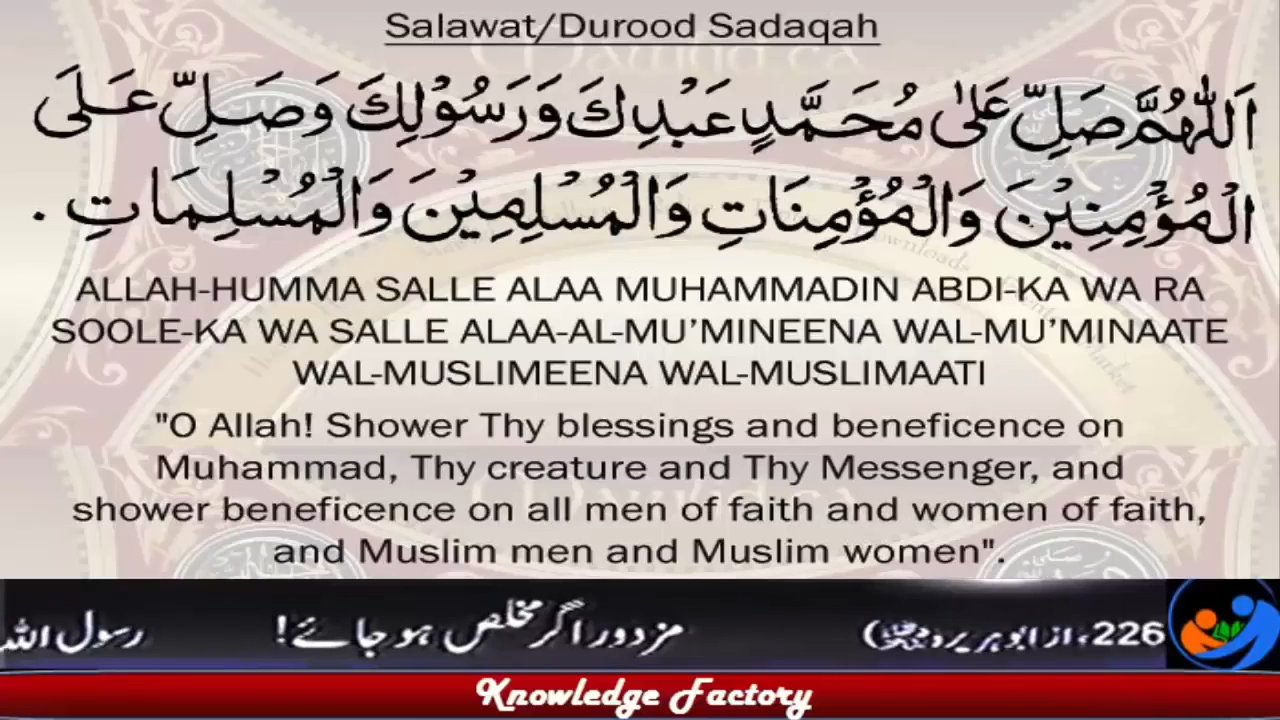 Salawat/Durood Sadaqah
اَللّٰهُمَّ صَلِّ عَلٰى مُحَمَّدٍ عَبْدِكَ وَرَسُوْلِكَ وَصَلِّ عَلَى
الْمُؤْمِنِيْنَ وَالْمُؤْمِنَاتِ وَالْمُسْلِمِيْنَ وَالْمُسْلِمَاتِ .
ALLAH-HUMMA SALLE ALAA MUHAMMADIN ABDI-KA WA RA
SOOLE-KA WA SALLE ALAA-AL-MU’MINEENA WAL-MU’MINAATE
WAL-MUSLIMEENA WAL-MUSLIMAATI
"O Allah! Shower Thy blessings and beneficence on
Muhammad, Thy creature and Thy Messenger, and
shower beneficence on all men of faith and women of faith,
and Muslim men and Muslim women".
226، از ابو ہریرہ) مزدور اگر مخلص ہو جائے! رسول اللہ
Knowledge Factory